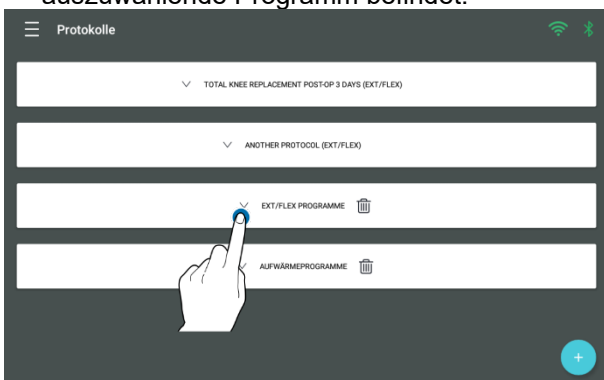 auszuwählende Programm befindet.
Protokolle
TOTAL KNEE REPLACEMENT POST-OP 3 DAYS (EXT/FLEX)
ANOTHER PROTOCOL (EXT/FLEX)
EXT/FLEX PROGRAMME
AUFWÄRMEPROGRAMME
+